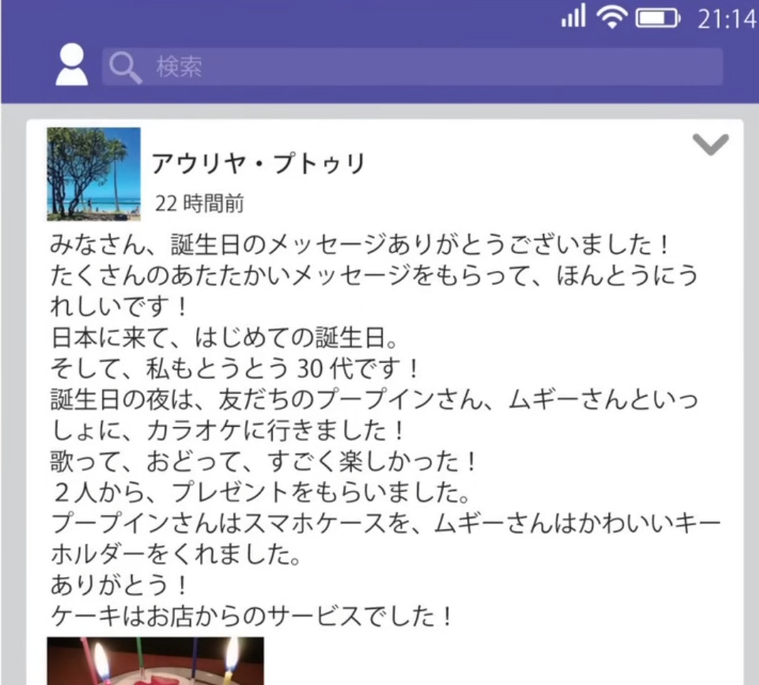 21:14
検索
アウリヤ・プトゥリ
22 時間前
みなさん、誕生日のメッセージありがとうございました！
たくさんのあたたかいメッセージをもらって、ほんとうにう
れしいです！
日本に来て、はじめての誕生日。
そして、私もとうとう 30 代です！
誕生日の夜は、友だちのプープインさん、ムギーさんといっ
しょに、カラオケに行きました！
歌って、おどって、すごく楽しかった！
２人から、プレゼントをもらいました。
プープインさんはスマホケースを、ムギーさんはかわいいキー
ホルダーをくれました。
ありがとう！
ケーキはお店からのサービスでした！